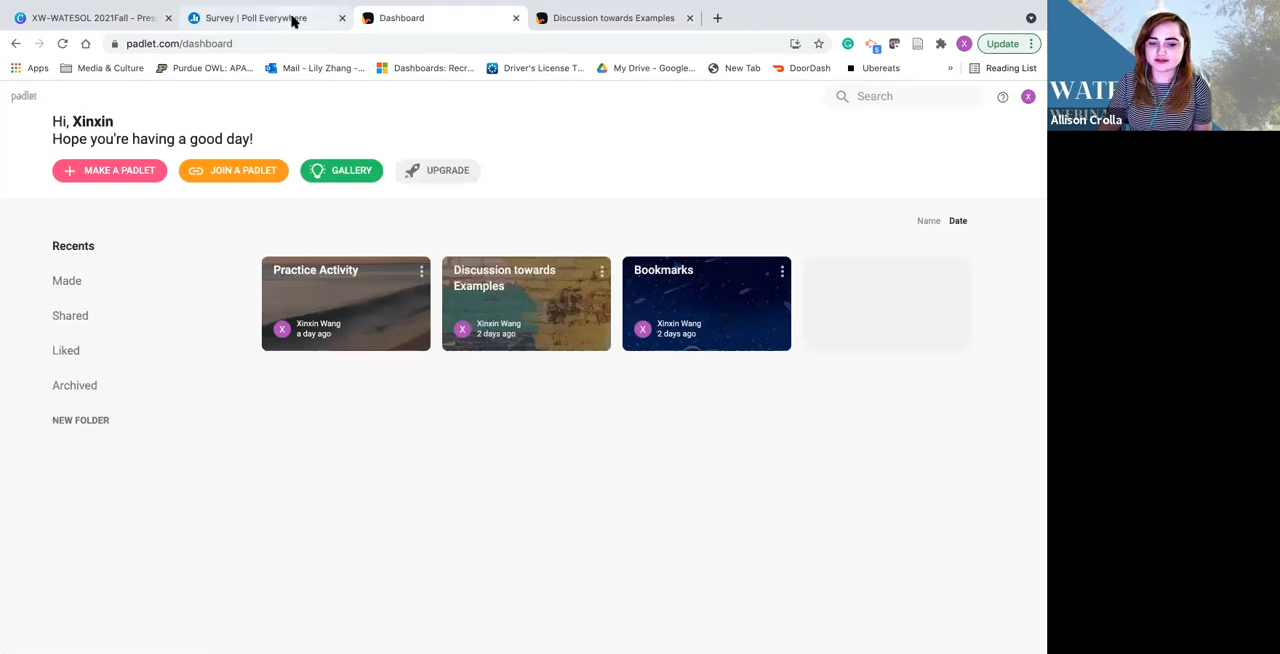 XW-WATESOL 2021Fall - Pres
Survey | Poll Everywhere
Dashboard
Discussion towards Examples
padlet.com/dashboard
Update
Apps
Media & Culture
Purdue OWL: APA...
Mail - Lily Zhang -...
Dashboards: Recr...
Driver's License T...
My Drive - Google...
New Tab
DoorDash
Ubereats
»
Reading List
padlet
Search
X
Hi, Xinxin
Hope you're having a good day!
MAKE A PADLET
JOIN A PADLET
GALLERY
UPGRADE
Name
Date
Recents
Made
Shared
Liked
Archived
NEW FOLDER
Practice Activity
X
Xinxin Wang
a day ago
Discussion towards
Examples
X
Xinxin Wang
2 days ago
Bookmarks
X
Xinxin Wang
2 days ago
Allison Crolla